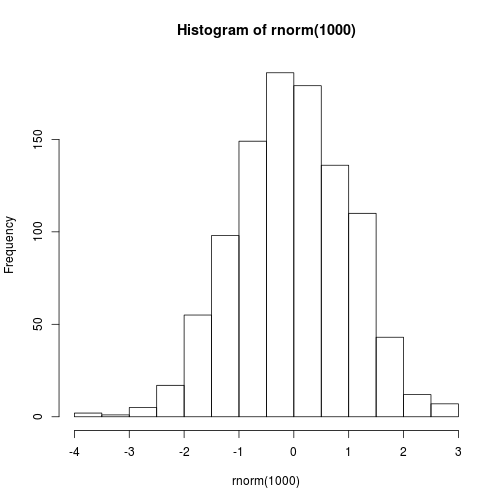 Histogram of rnorm(1000)
Frequency
150
100
50
0
-4 -3 -2 -1 0 1 2 3
rnorm(1000)